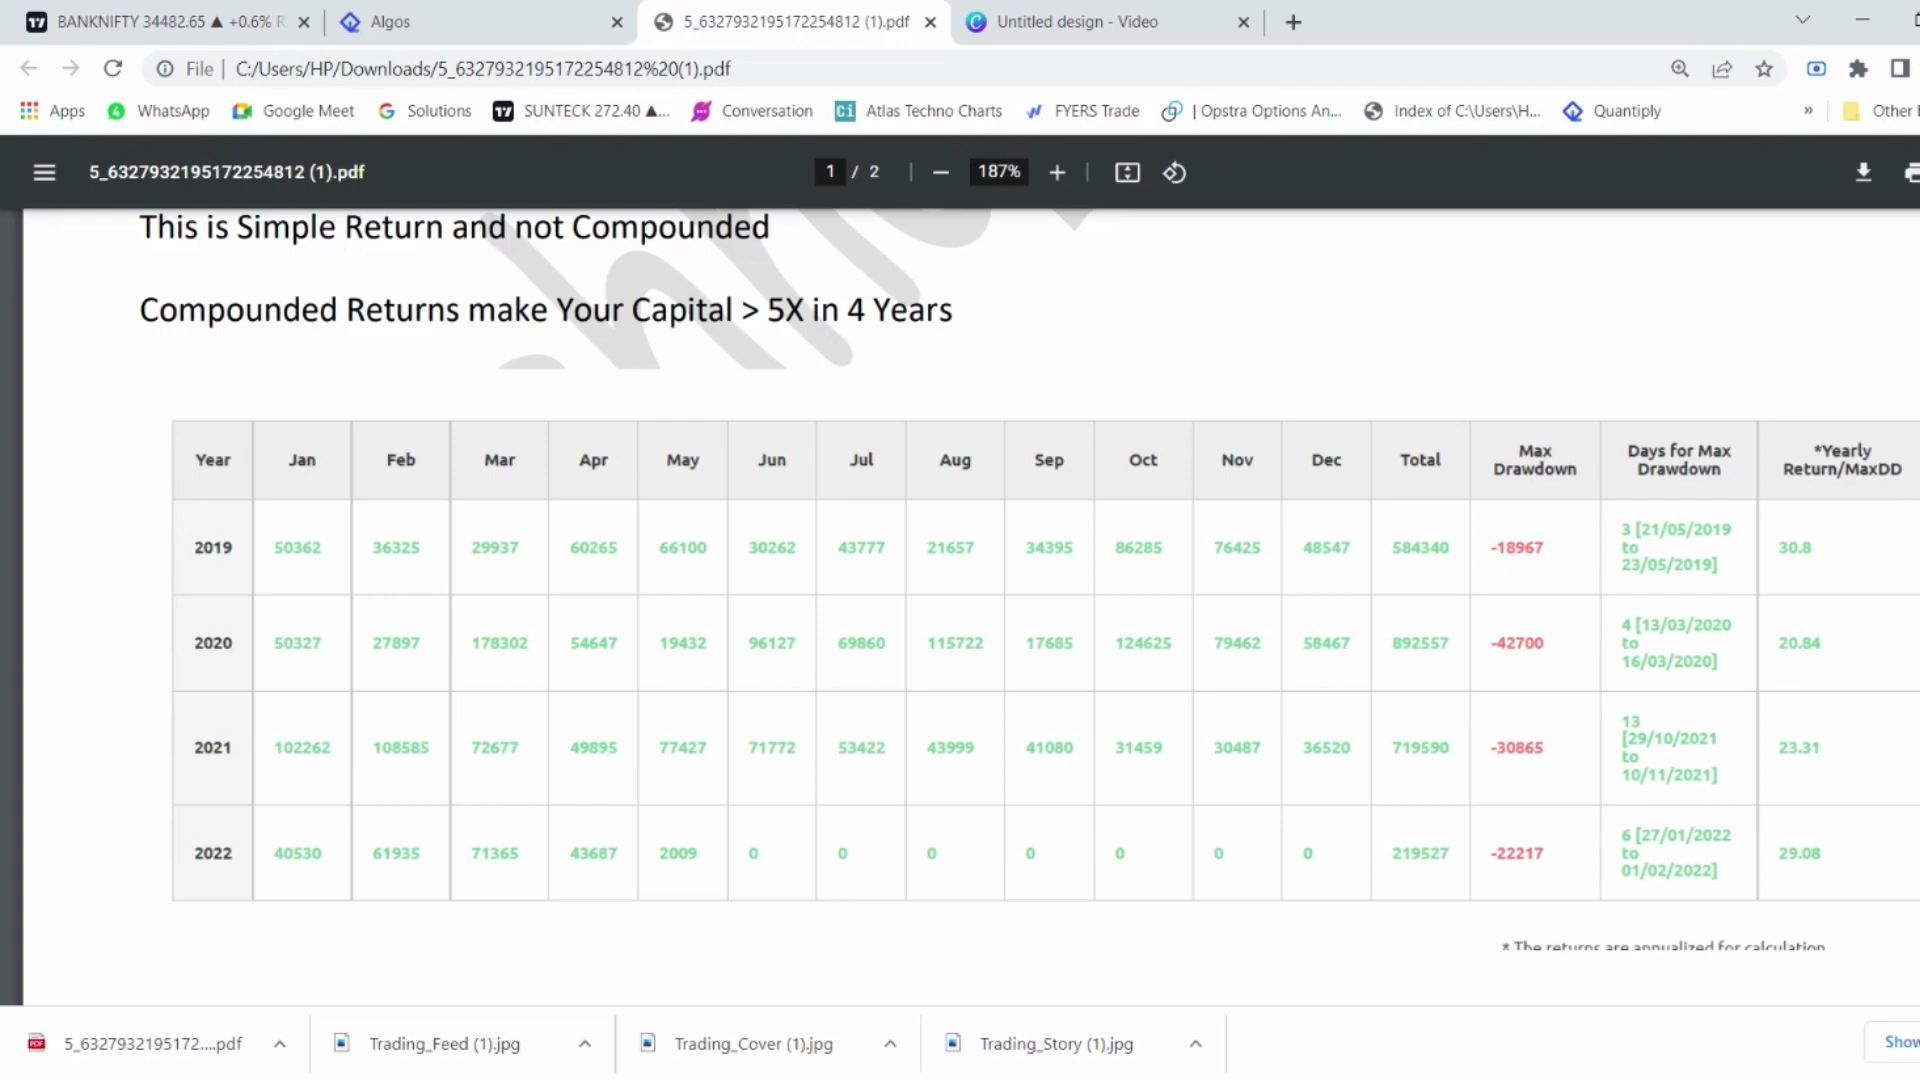 BANKNIFTY 34482.65 ▲ +0.6%
Algos
5_6327932195172254812 (1).pdf
Untitled design - Video
File
C:/Users/HP/Downloads/5_6327932195172254812%20(1).pdf
Apps
WhatsApp
Google Meet
Solutions
SUNTECK 272.40 ▲...
Conversation
Atlas Techno Charts
FYERS Trade
| Opstra Options An...
Index of C:\Users\H...
Quantiply
»
Other
5_6327932195172254812 (1).pdf
1 / 2
187%
This is Simple Return and not Compounded
Compounded Returns make Your Capital > 5X in 4 Years
Year Jan Feb Mar Apr May Jun Jul Aug Sep Oct Nov Dec Total Max Drawdown Days for Max Drawdown *Yearly Return/MaxDD
2019 50362 36325 29937 60265 66100 30262 43777 21657 34395 86285 76425 48547 584340 -18967 3 [21/05/2019 to 23/05/2019] 30.8
2020 50327 27897 178302 54647 19432 96127 69860 115722 17685 124625 79462 58467 892557 -42700 4 [13/03/2020 to 16/03/2020] 20.84
2021 102262 108585 72677 49895 77427 71772 53422 43999 41080 31459 30487 36520 719590 -30865 13 [29/10/2021 to 10/11/2021] 23.31
2022 40530 61935 71365 43687 2009 0 0 0 0 0 0 0 219527 -22217 6 [27/01/2022 to 01/02/2022] 29.08
* The returns are annualized for calculation
5_6327932195172....pdf
Trading_Feed (1).jpg
Trading_Cover (1).jpg
Trading_Story (1).jpg
Show